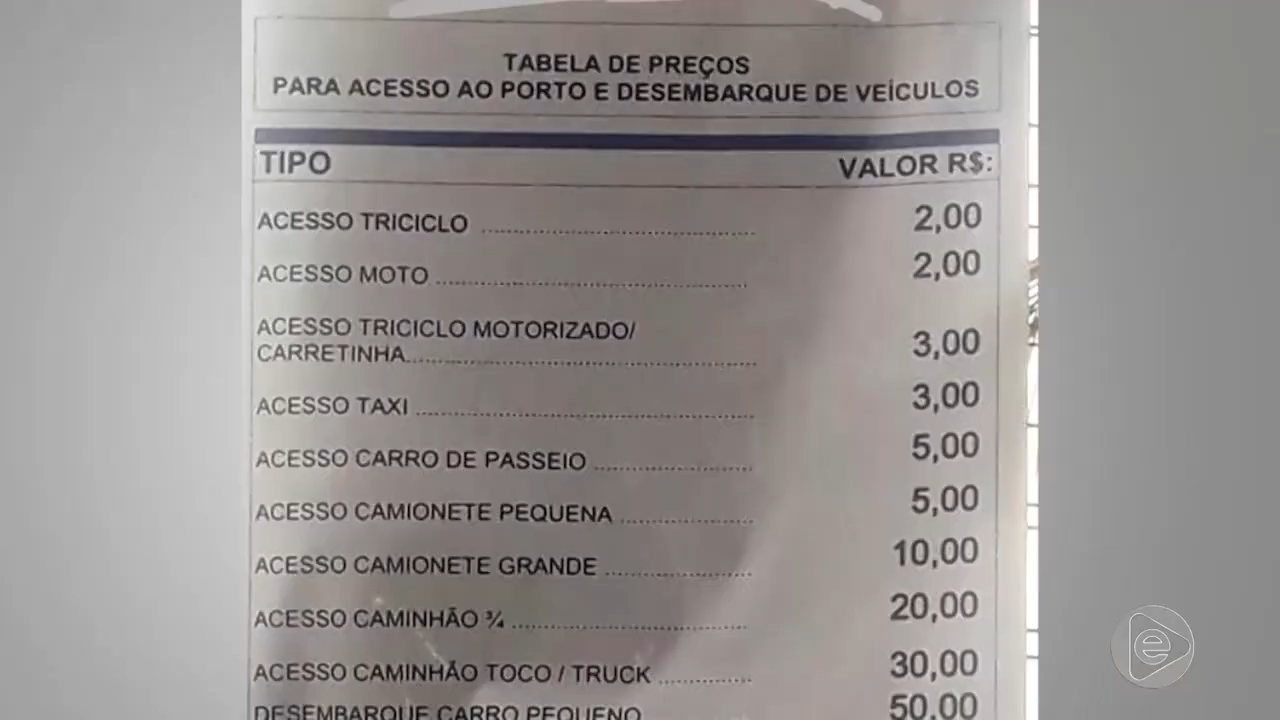 TABELA DE PREÇOS
PARA ACESSO AO PORTO E DESEMBARQUE DE VEÍCULOS
TIPO VALOR R$:
ACESSO TRICICLO ........................................ 2,00
ACESSO MOTO ............................................. 2,00
ACESSO TRICICLO MOTORIZADO/
CARRETINHA.................................................. 3,00
ACESSO TAXI ................................................. 3,00
ACESSO CARRO DE PASSEIO ....................... 5,00
ACESSO CAMIONETE PEQUENA ................... 5,00
ACESSO CAMIONETE GRANDE ..................... 10,00
ACESSO CAMINHÃO ¾ .................................. 20,00
ACESSO CAMINHÃO TOCO / TRUCK ............. 30,00
DESEMBARQUE CARRO PEQUENO 50,00
e